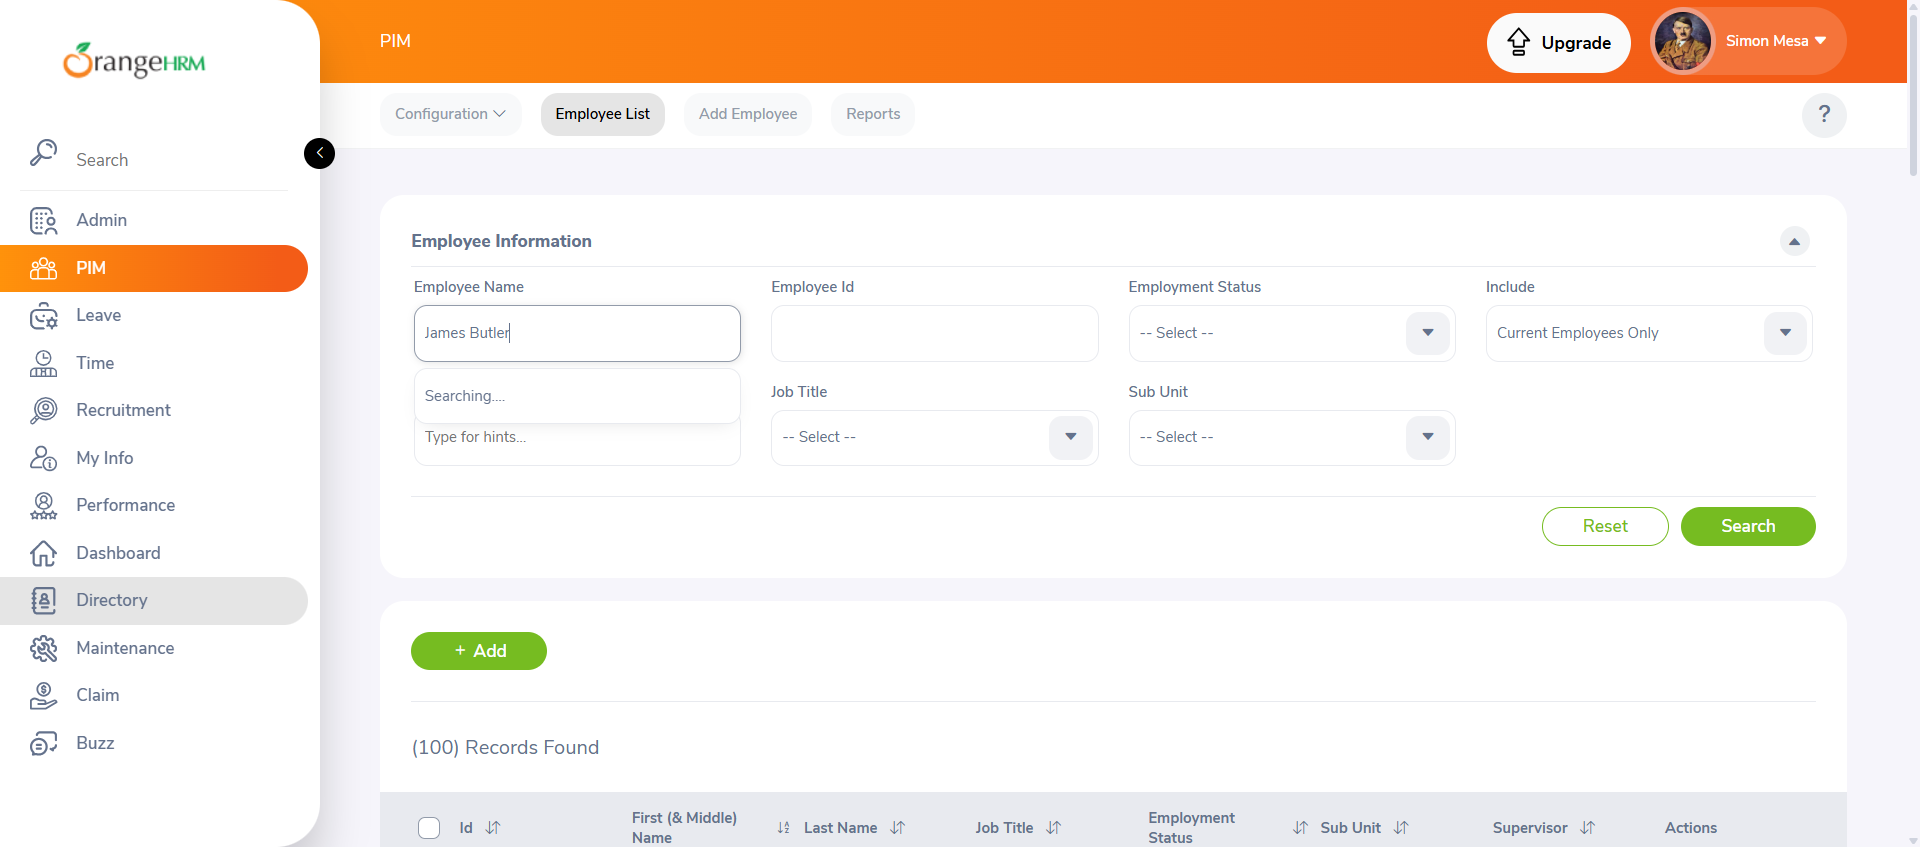 OrangeHRM
PIM
Upgrade
Simon Mesa
Configuration
Employee List
Add Employee
Reports
?
Search
Admin
PIM
Leave
Time
Recruitment
My Info
Performance
Dashboard
Directory
Maintenance
Claim
Buzz
Employee Information
Employee Name
Employee Id
Employment Status
Include
James Butler
-- Select --
Current Employees Only
Searching....
Job Title
Sub Unit
Type for hints...
-- Select --
-- Select --
Reset
Search
+ Add
(100) Records Found
Id
First (& Middle)
Name
Last Name
Job Title
Employment
Status
Sub Unit
Supervisor
Actions